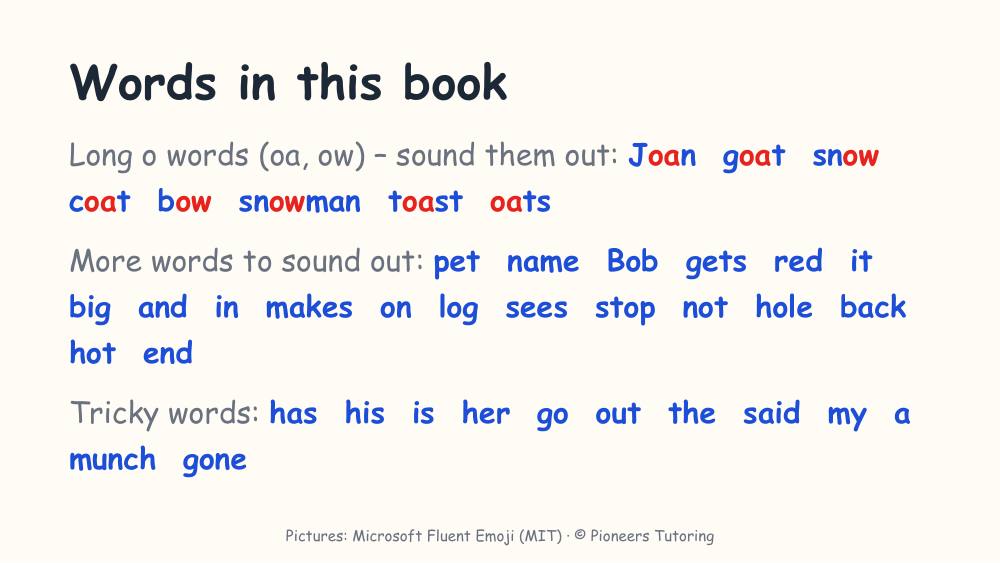 Words in this book
Long o words (oa, ow) – sound them out: Joan goat snow
coat bow snowman toast oats
More words to sound out: pet name Bob gets red it
big and in makes on log sees stop not hole back
hot end
Tricky words: has his is her go out the said my a
munch gone
Pictures: Microsoft Fluent Emoji (MIT) · © Pioneers Tutoring